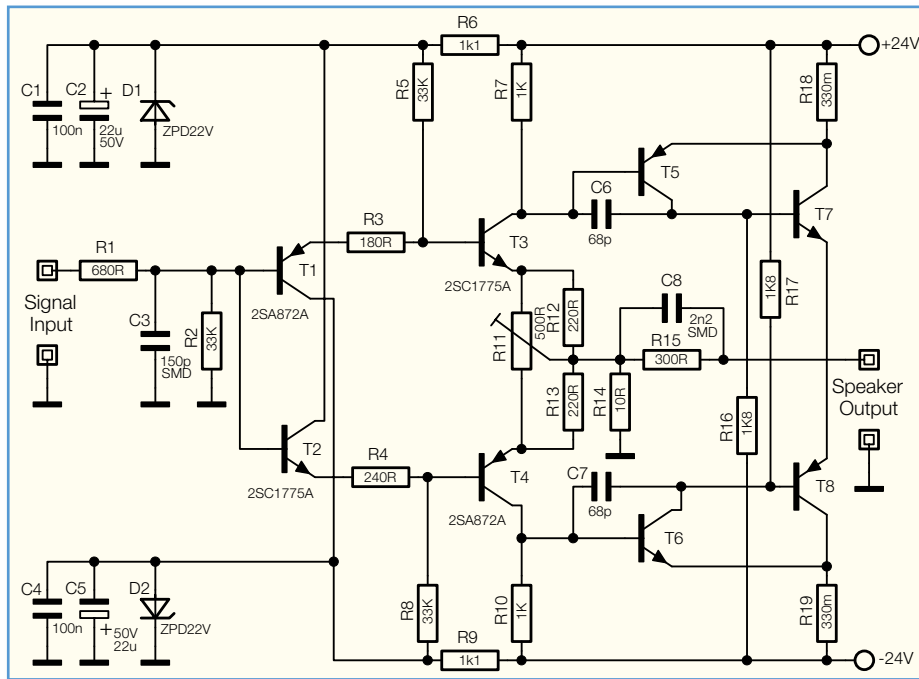 R6
1k1
+24V
C1
100n
C2
+
22u
50V
D1
ZPD22V
R5
33K
R7
1K
R18
330m
T5
C6
68p
T7
R3
180R
T3
2SC1775A
R1
680R
T1
2SA872A
Signal
Input
C3
150p
SMD
R2
33K
R11
500R
R12
220R
C8
2n2
SMD
R15
300R
R17
1K8
R13
220R
R14
10R
R16
1K8
Speaker
Output
T2
2SC1775A
R4
240R
T4
2SA872A
C7
68p
T6
T8
C4
100n
C5
+
50V
22u
D2
ZPD22V
R8
33K
R10
1K
R19
330m
R9
1k1
-24V